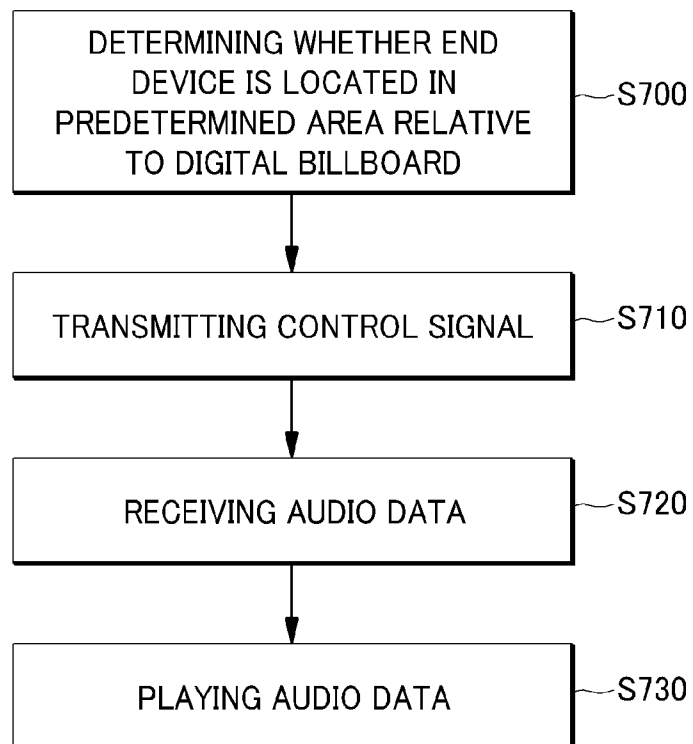 DETERMINING WHETHER END
DEVICE IS LOCATED IN
PREDETERMINED AREA RELATIVE
TO DIGITAL BILLBOARD
S700
TRANSMITTING CONTROL SIGNAL
S710
RECEIVING AUDIO DATA
S720
PLAYING AUDIO DATA
S730